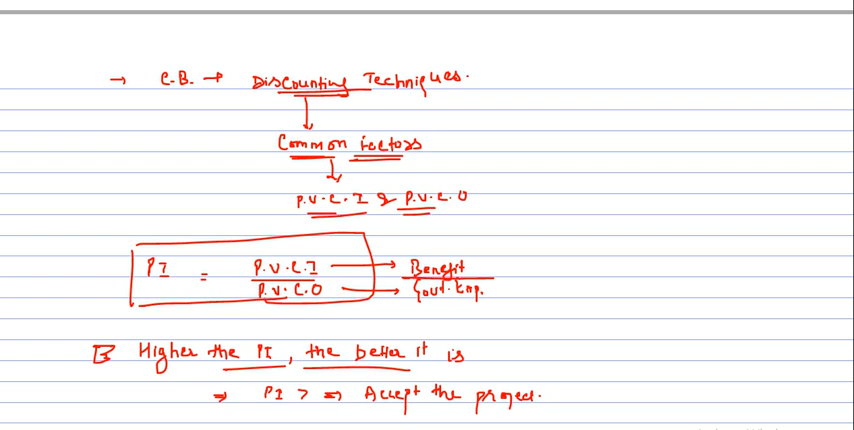 → C.B. → Discounting Techniques.
Common factors
P.V.C.I & P.V.C.O
PI = P.V.C.I → Benefit
P.V.C.O → Govt. Exp.
Higher the PI, the better it is
⇒ PI > ⇒ Accept the project.